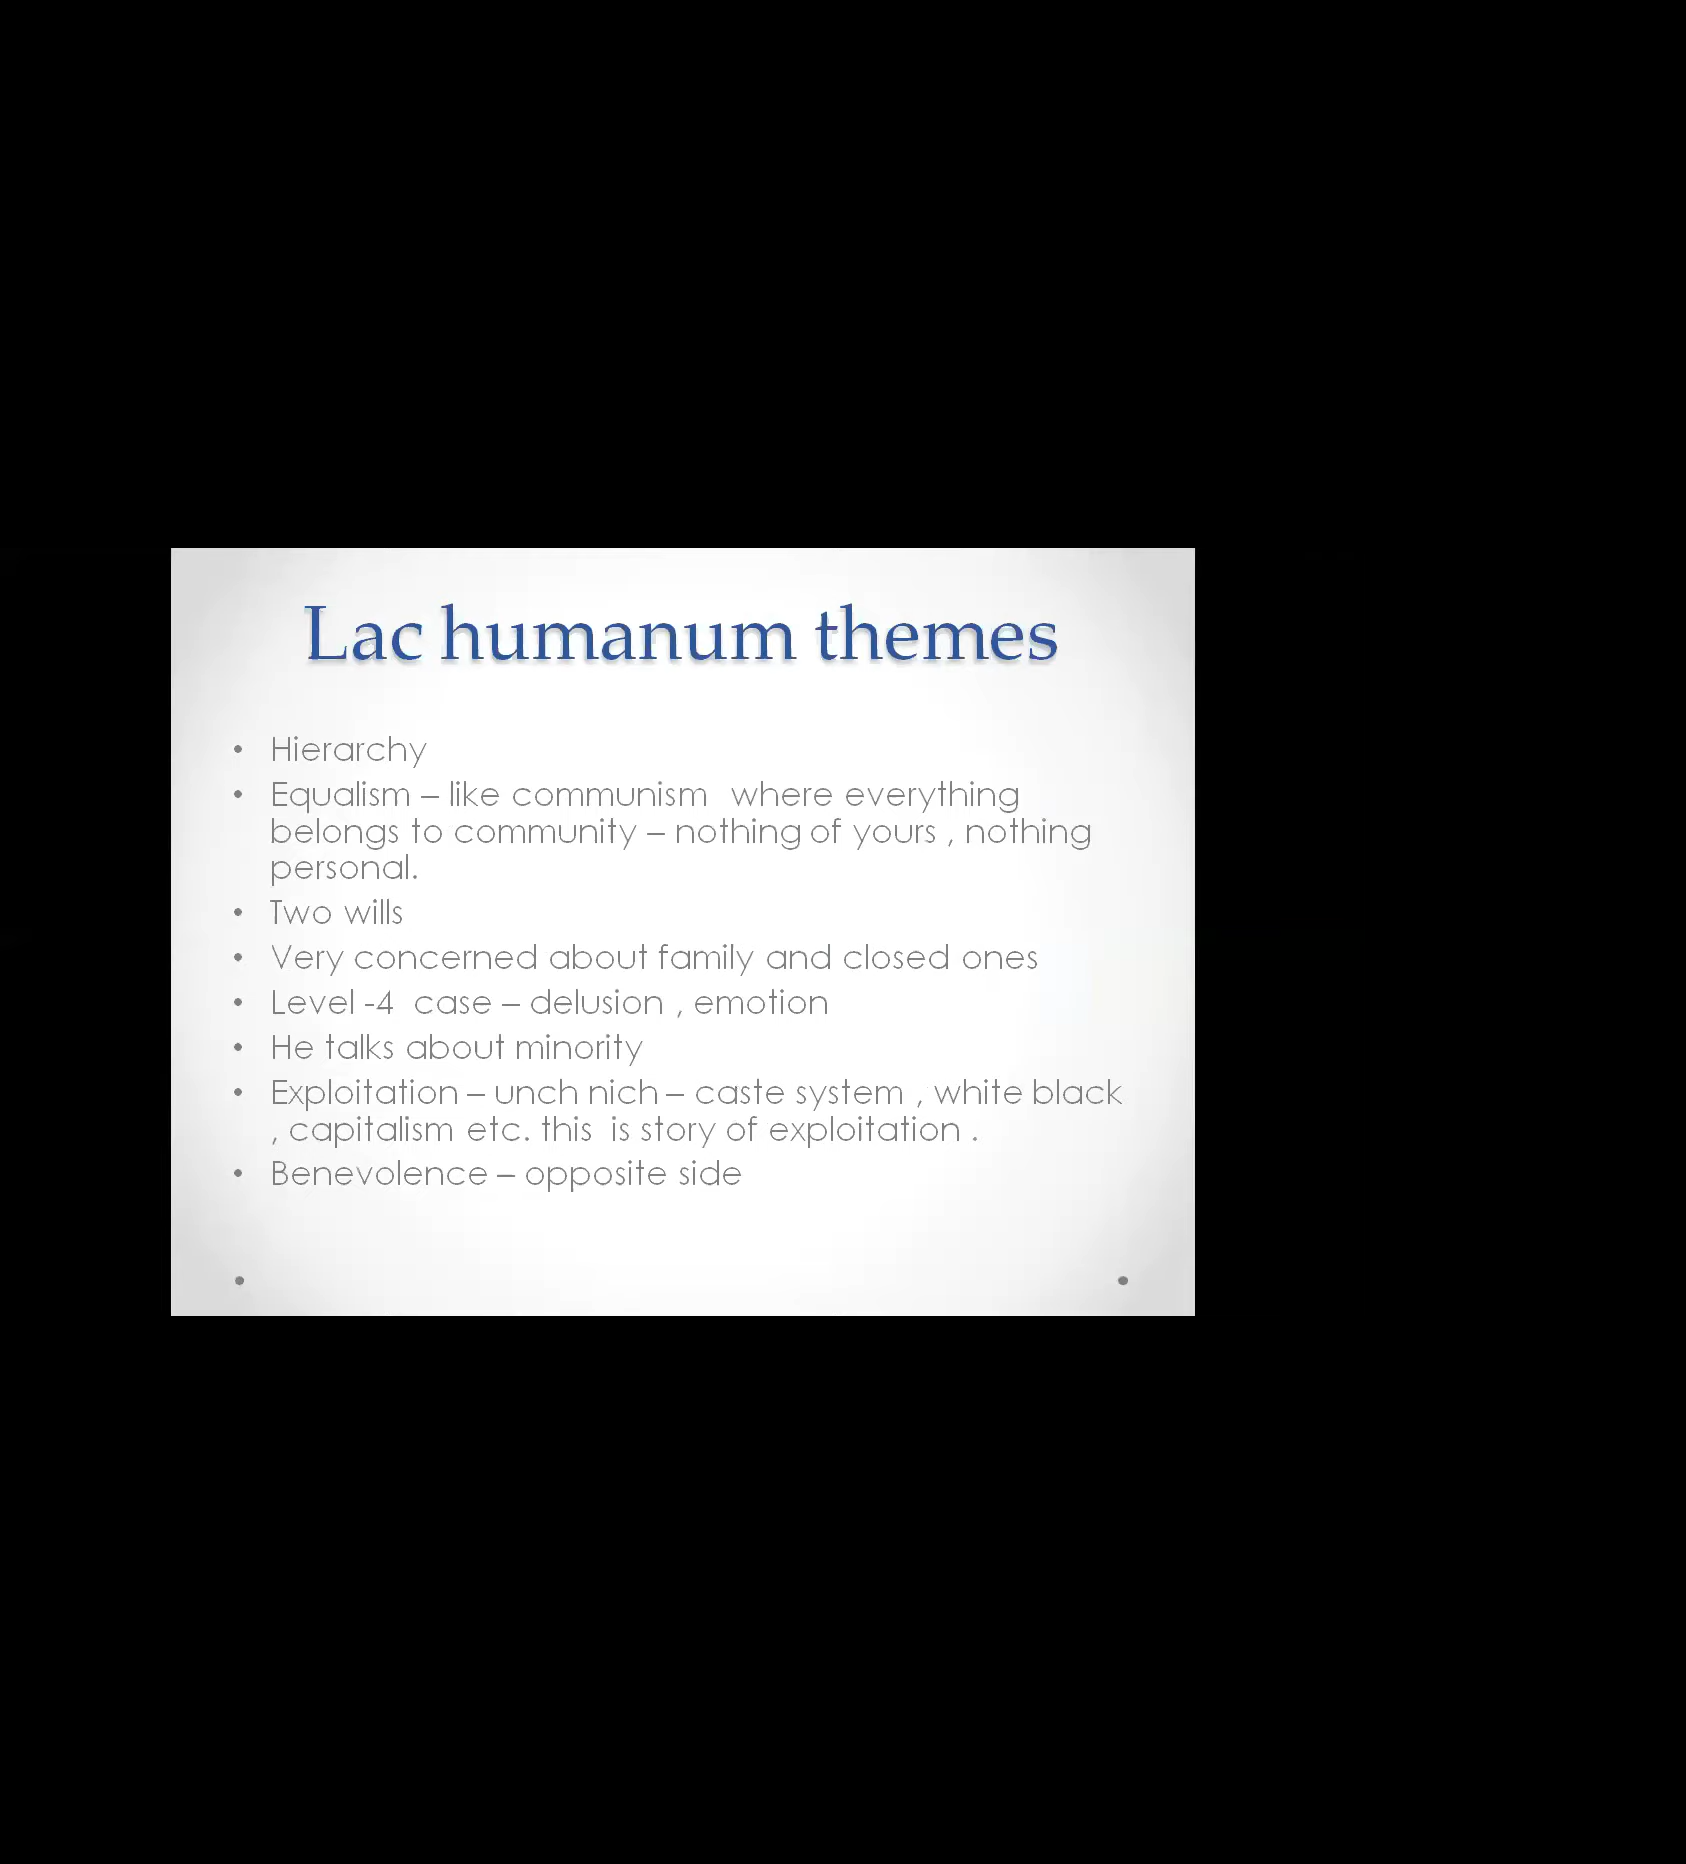 Lac humanum themes
• Hierarchy
• Equalism – like communism  where everything
belongs to community – nothing of yours , nothing
personal.
• Two wills
• Very concerned about family and closed ones
• Level -4  case – delusion , emotion
• He talks about minority
• Exploitation – unch nich – caste system , white black
, capitalism etc. this  is story of exploitation .
• Benevolence – opposite side